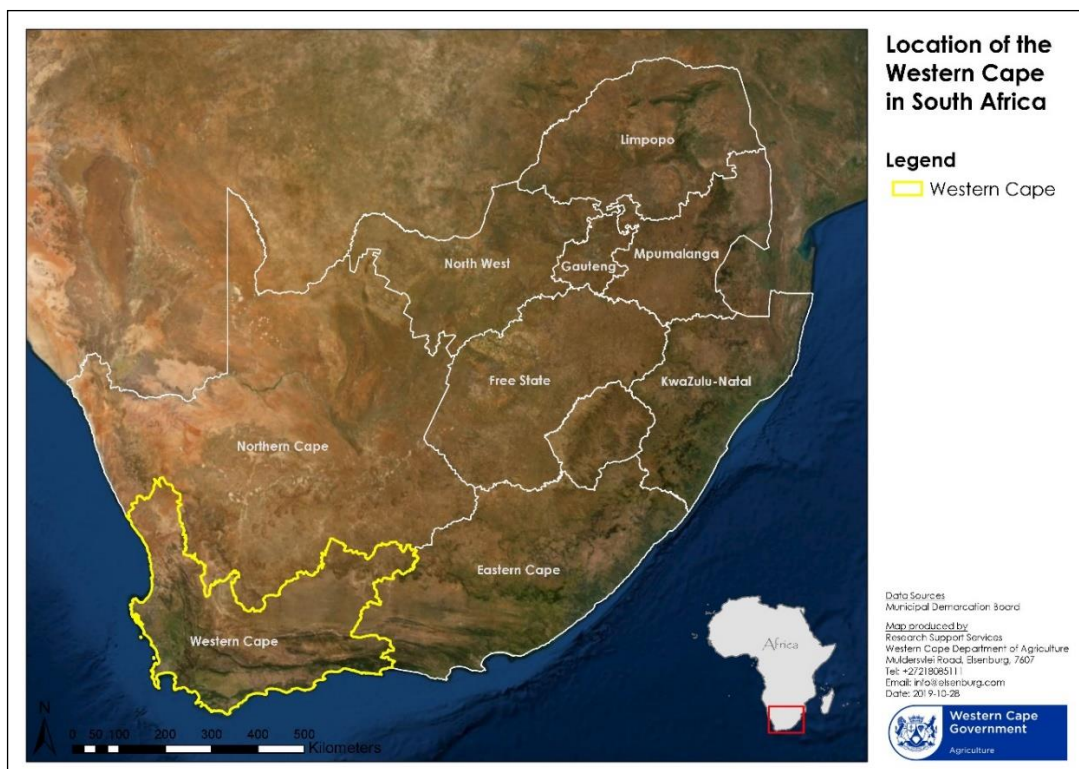 Location of the
Western Cape
in South Africa
Legend
Western Cape
Limpopo
North West
Gauteng
Mpumalanga
Free State
KwaZulu-Natal
Northern Cape
Eastern Cape
Western Cape
Africa
N
0 50 100 200 300 400 500
Kilometers
Data Sources
Municipal Demarcation Board
Map produced by
Research Support Services
Western Cape Department of Agriculture
Muldersvlei Road, Elsenburg, 7607
Tel: +27218085111
Email: info@elsenburg.com
Date: 2019-10-28
Western Cape
Government
Agriculture